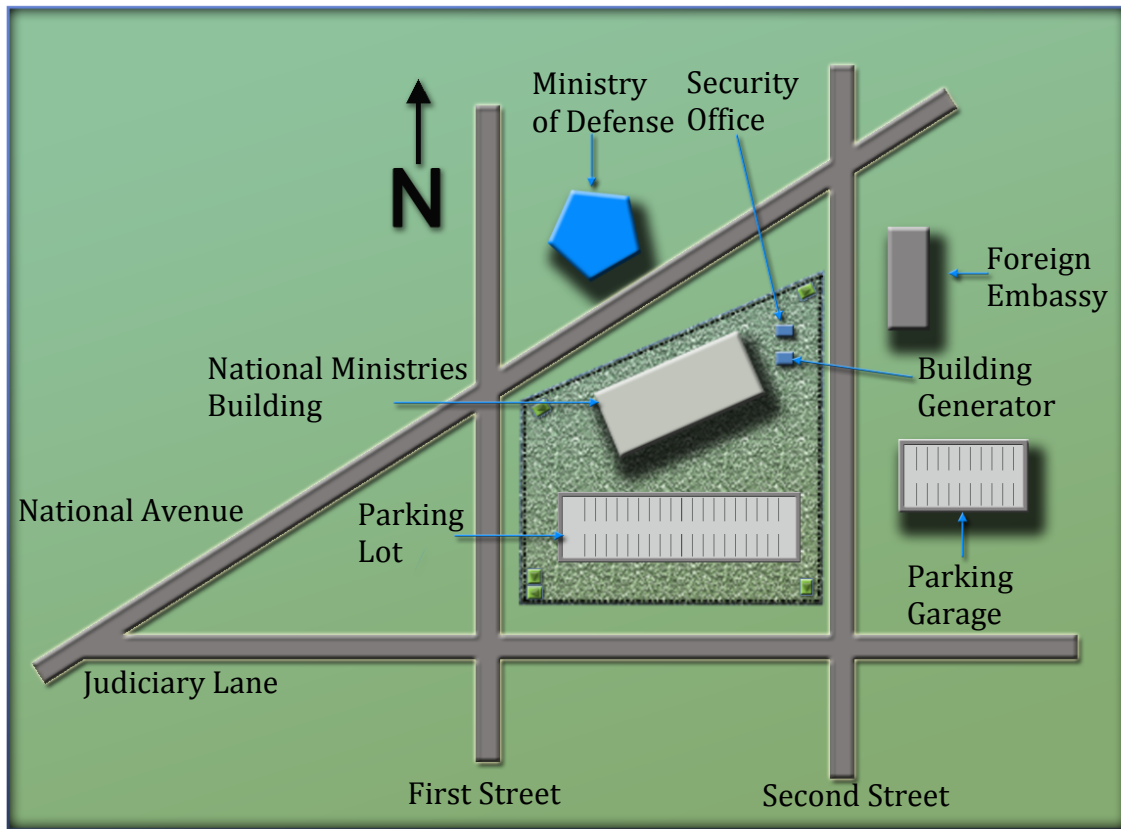 Ministry
of Defense
Security
Office
N
Foreign
Embassy
National Ministries
Building
Building
Generator
National Avenue
Parking
Lot
Parking
Garage
Judiciary Lane
First Street
Second Street